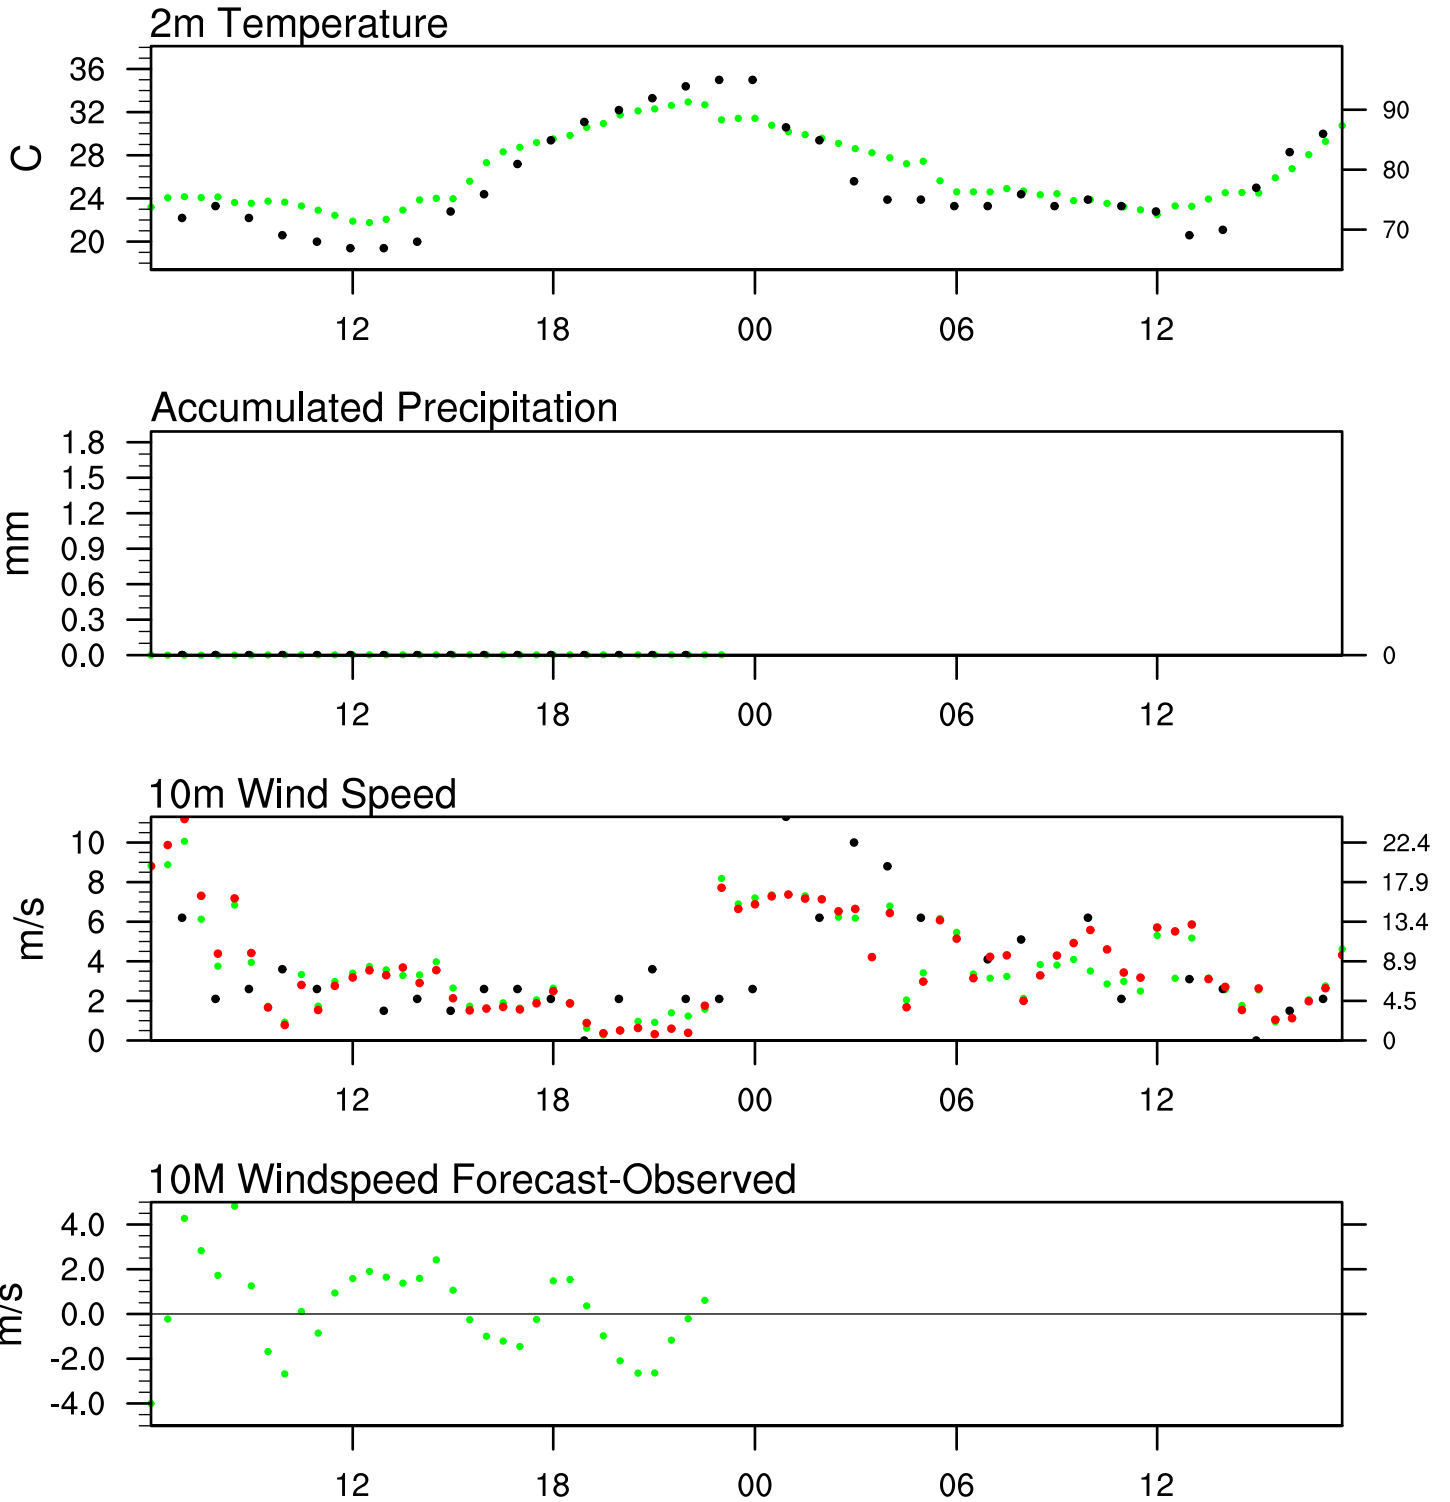 2m Temperature
36
32
28
24
20
C
90
80
70
12 18 00 06 12
Accumulated Precipitation
1.8
1.5
1.2
0.9
0.6
0.3
0.0
mm
0
12 18 00 06 12
10m Wind Speed
10
8
6
4
2
0
m/s
22.4
17.9
13.4
8.9
4.5
0
12 18 00 06 12
10M Windspeed Forecast-Observed
4.0
2.0
0.0
-2.0
-4.0
m/s
12 18 00 06 12